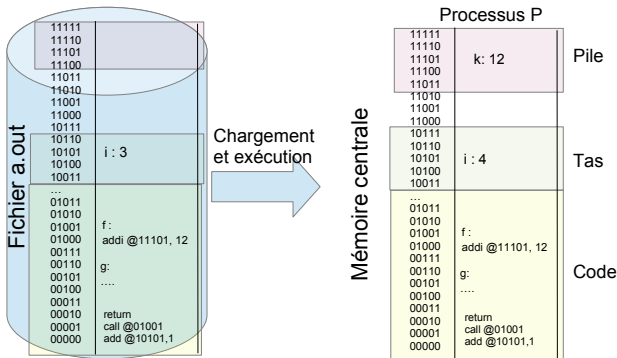 Fichier a.out
11111
11110
11101
11100
11011
11010
11001
11000
10111
10110
10101 i : 3
10100
10011
...
01011
01010
01001 f :
01000 addi @11101, 12
00111
00110 g:
00101 ....
00100
00011
00010 return
00001 call @01001
00000 add @10101,1
Chargement
et exécution
Processus P
Mémoire centrale
11111
11110
11101 k: 12
11100
11011
11010
11001
11000
10111
10110
10101 i : 4
10100
10011
...
01011
01010
01001 f :
01000 addi @11101, 12
00111
00110 g:
00101 ....
00100
00011
00010 return
00001 call @01001
00000 add @10101,1
Pile
Tas
Code